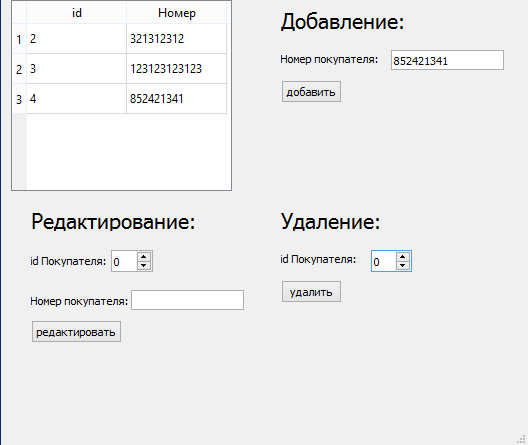 id Номер
1 2 321312312
2 3 123123123123
3 4 852421341
Добавление:
Номер покупателя: 852421341
добавить
Редактирование:
id Покупателя: 0
Номер покупателя:
редактировать
Удаление:
id Покупателя: 0
удалить